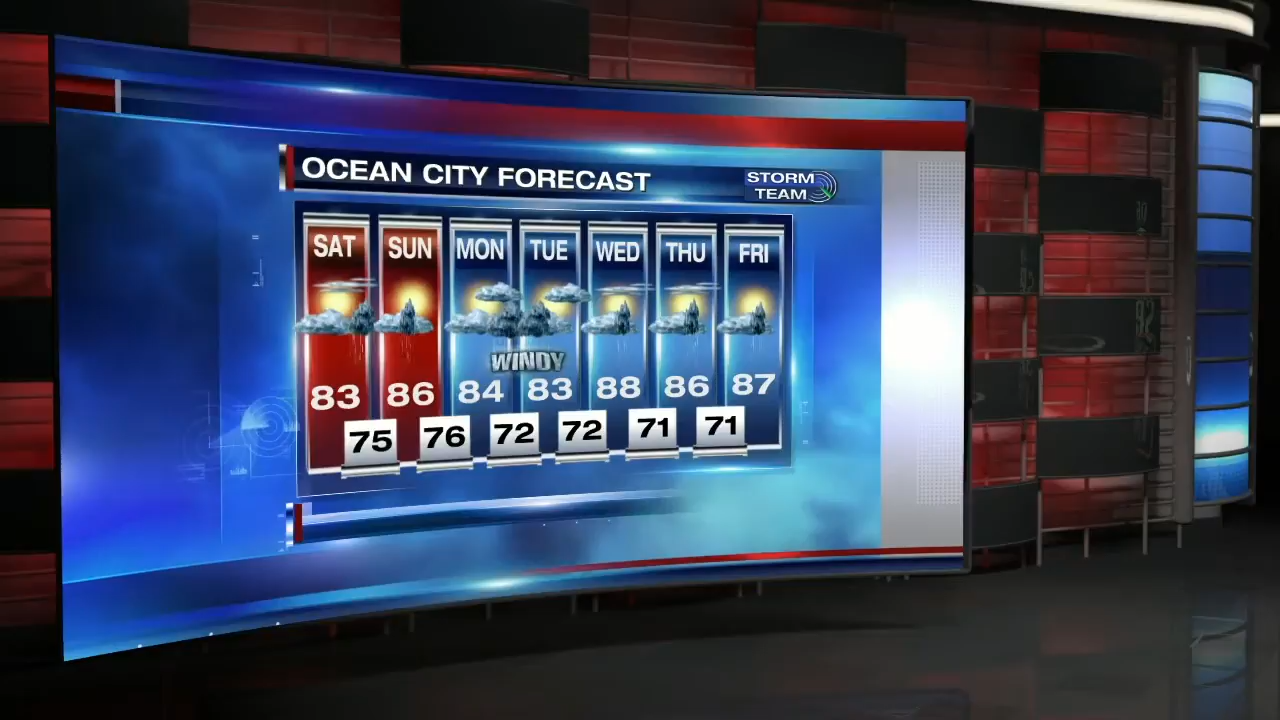 OCEAN CITY FORECAST
STORM
TEAM
SAT SUN MON TUE WED THU FRI
WINDY
83 86 84 83 88 86 87
75 76 72 72 71 71